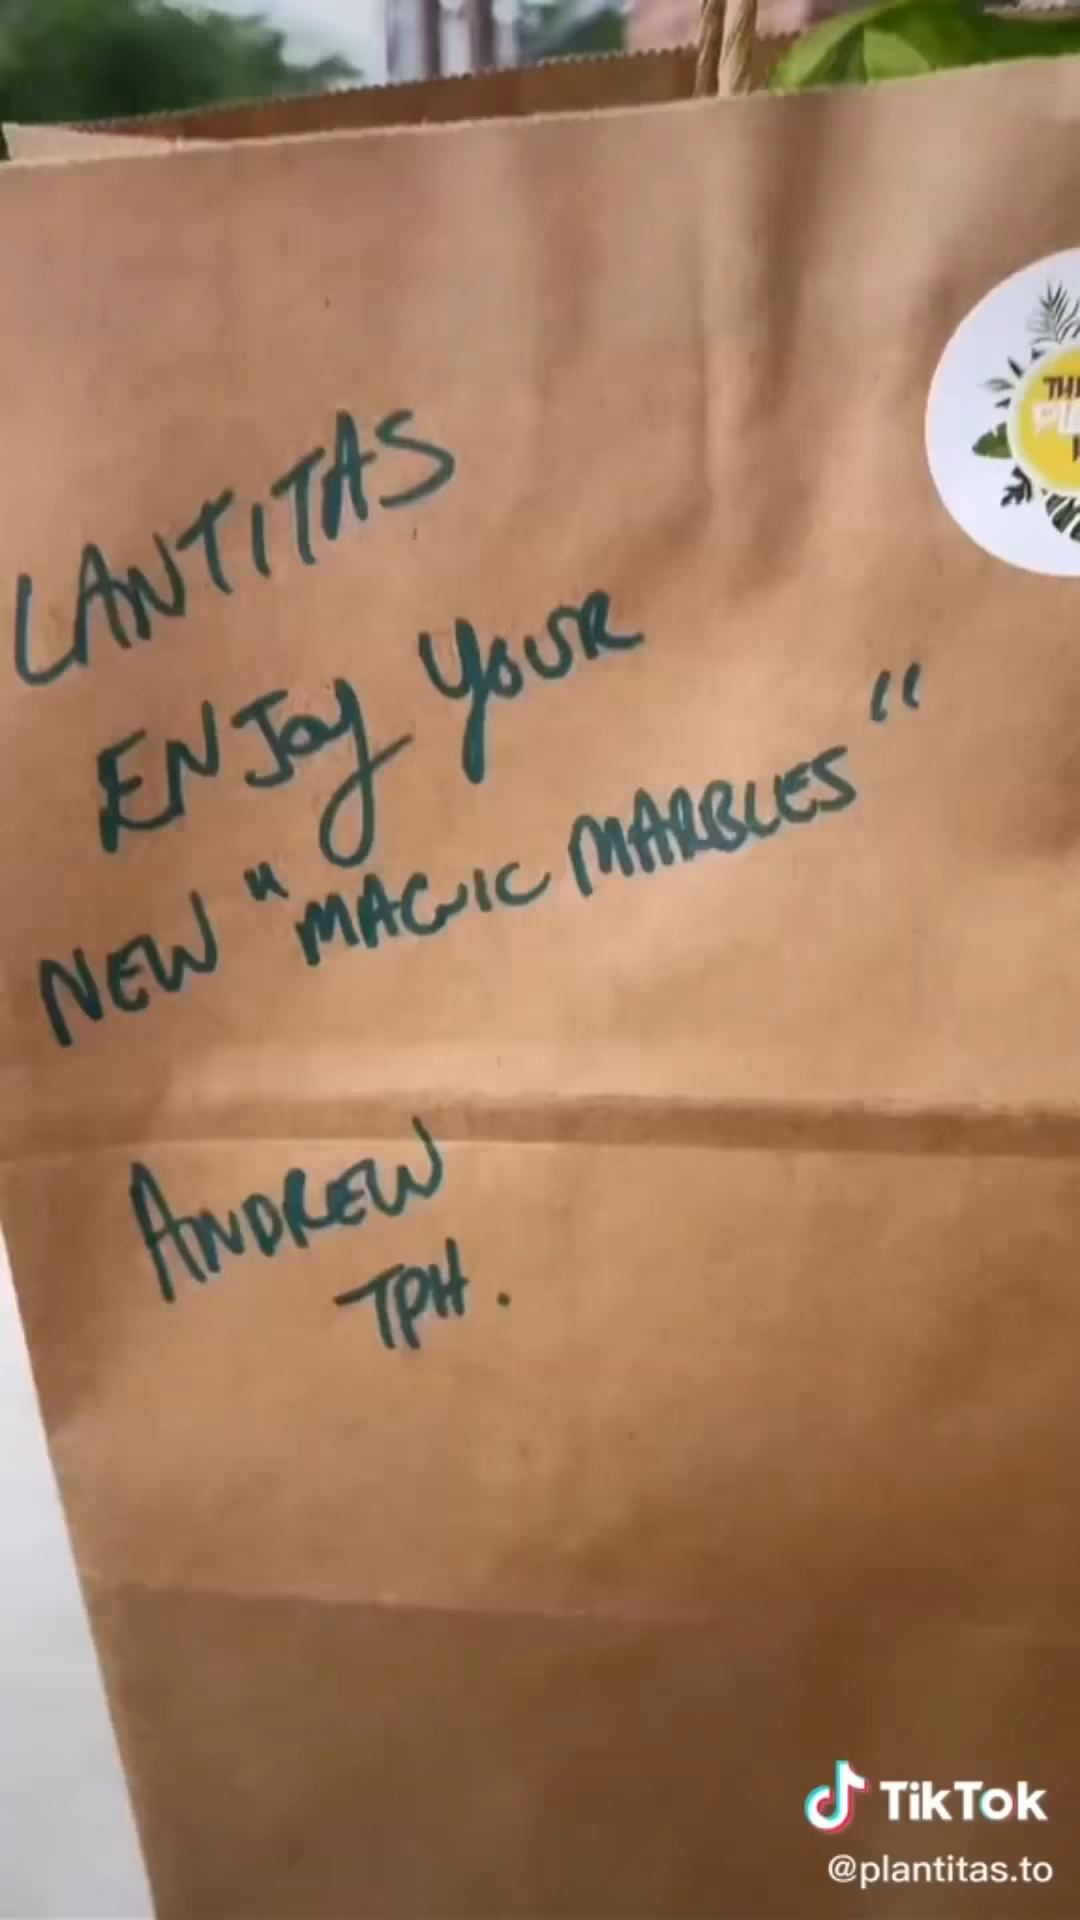 LANTITAS
ENJOY YOUR
NEW "MAGIC MARBLES"
ANDREW
TPH.
TikTok
@plantitas.to